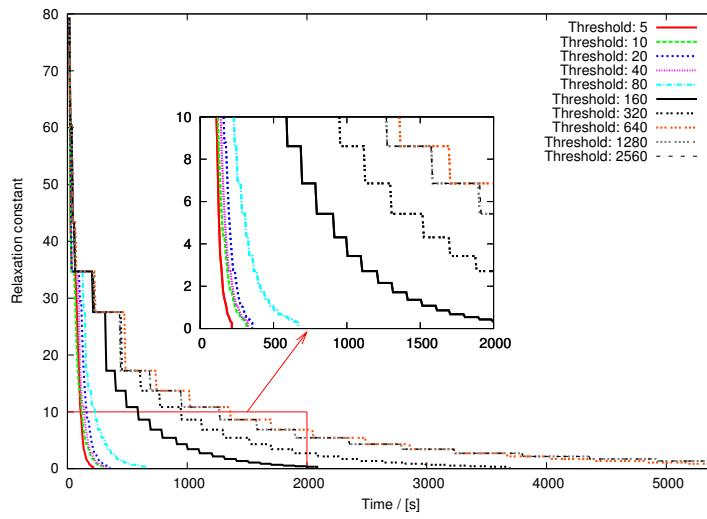 80
70
60
50
40
30
20
10
0
Relaxation constant
0
1000
2000
3000
4000
5000
Time / [s]
Threshold: 5
Threshold: 10
Threshold: 20
Threshold: 40
Threshold: 80
Threshold: 160
Threshold: 320
Threshold: 640
Threshold: 1280
Threshold: 2560
10
8
6
4
2
0
0
500
1000
1500
2000